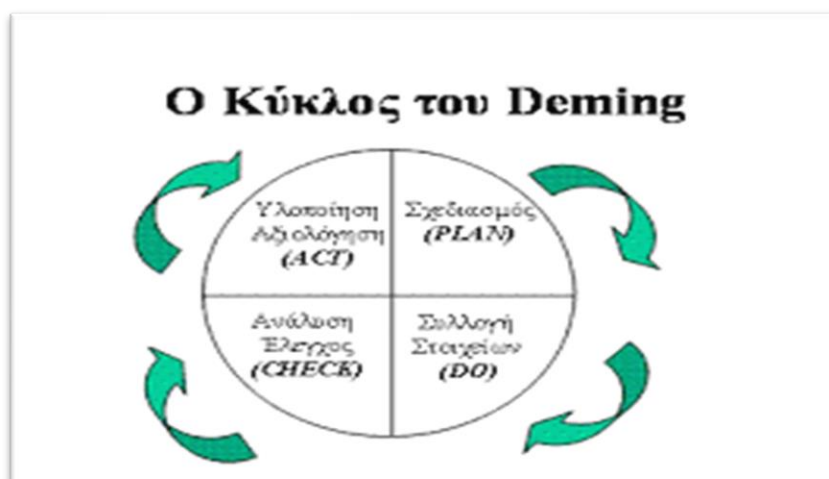 Ο Κύκλος του Deming
Υλοποίηση
Αξιολόγηση
(ACT)
Σχεδιασμός
(PLAN)
Ανάλυση
Έλεγχος
(CHECK)
Συλλογή
Στοιχείων
(DO)